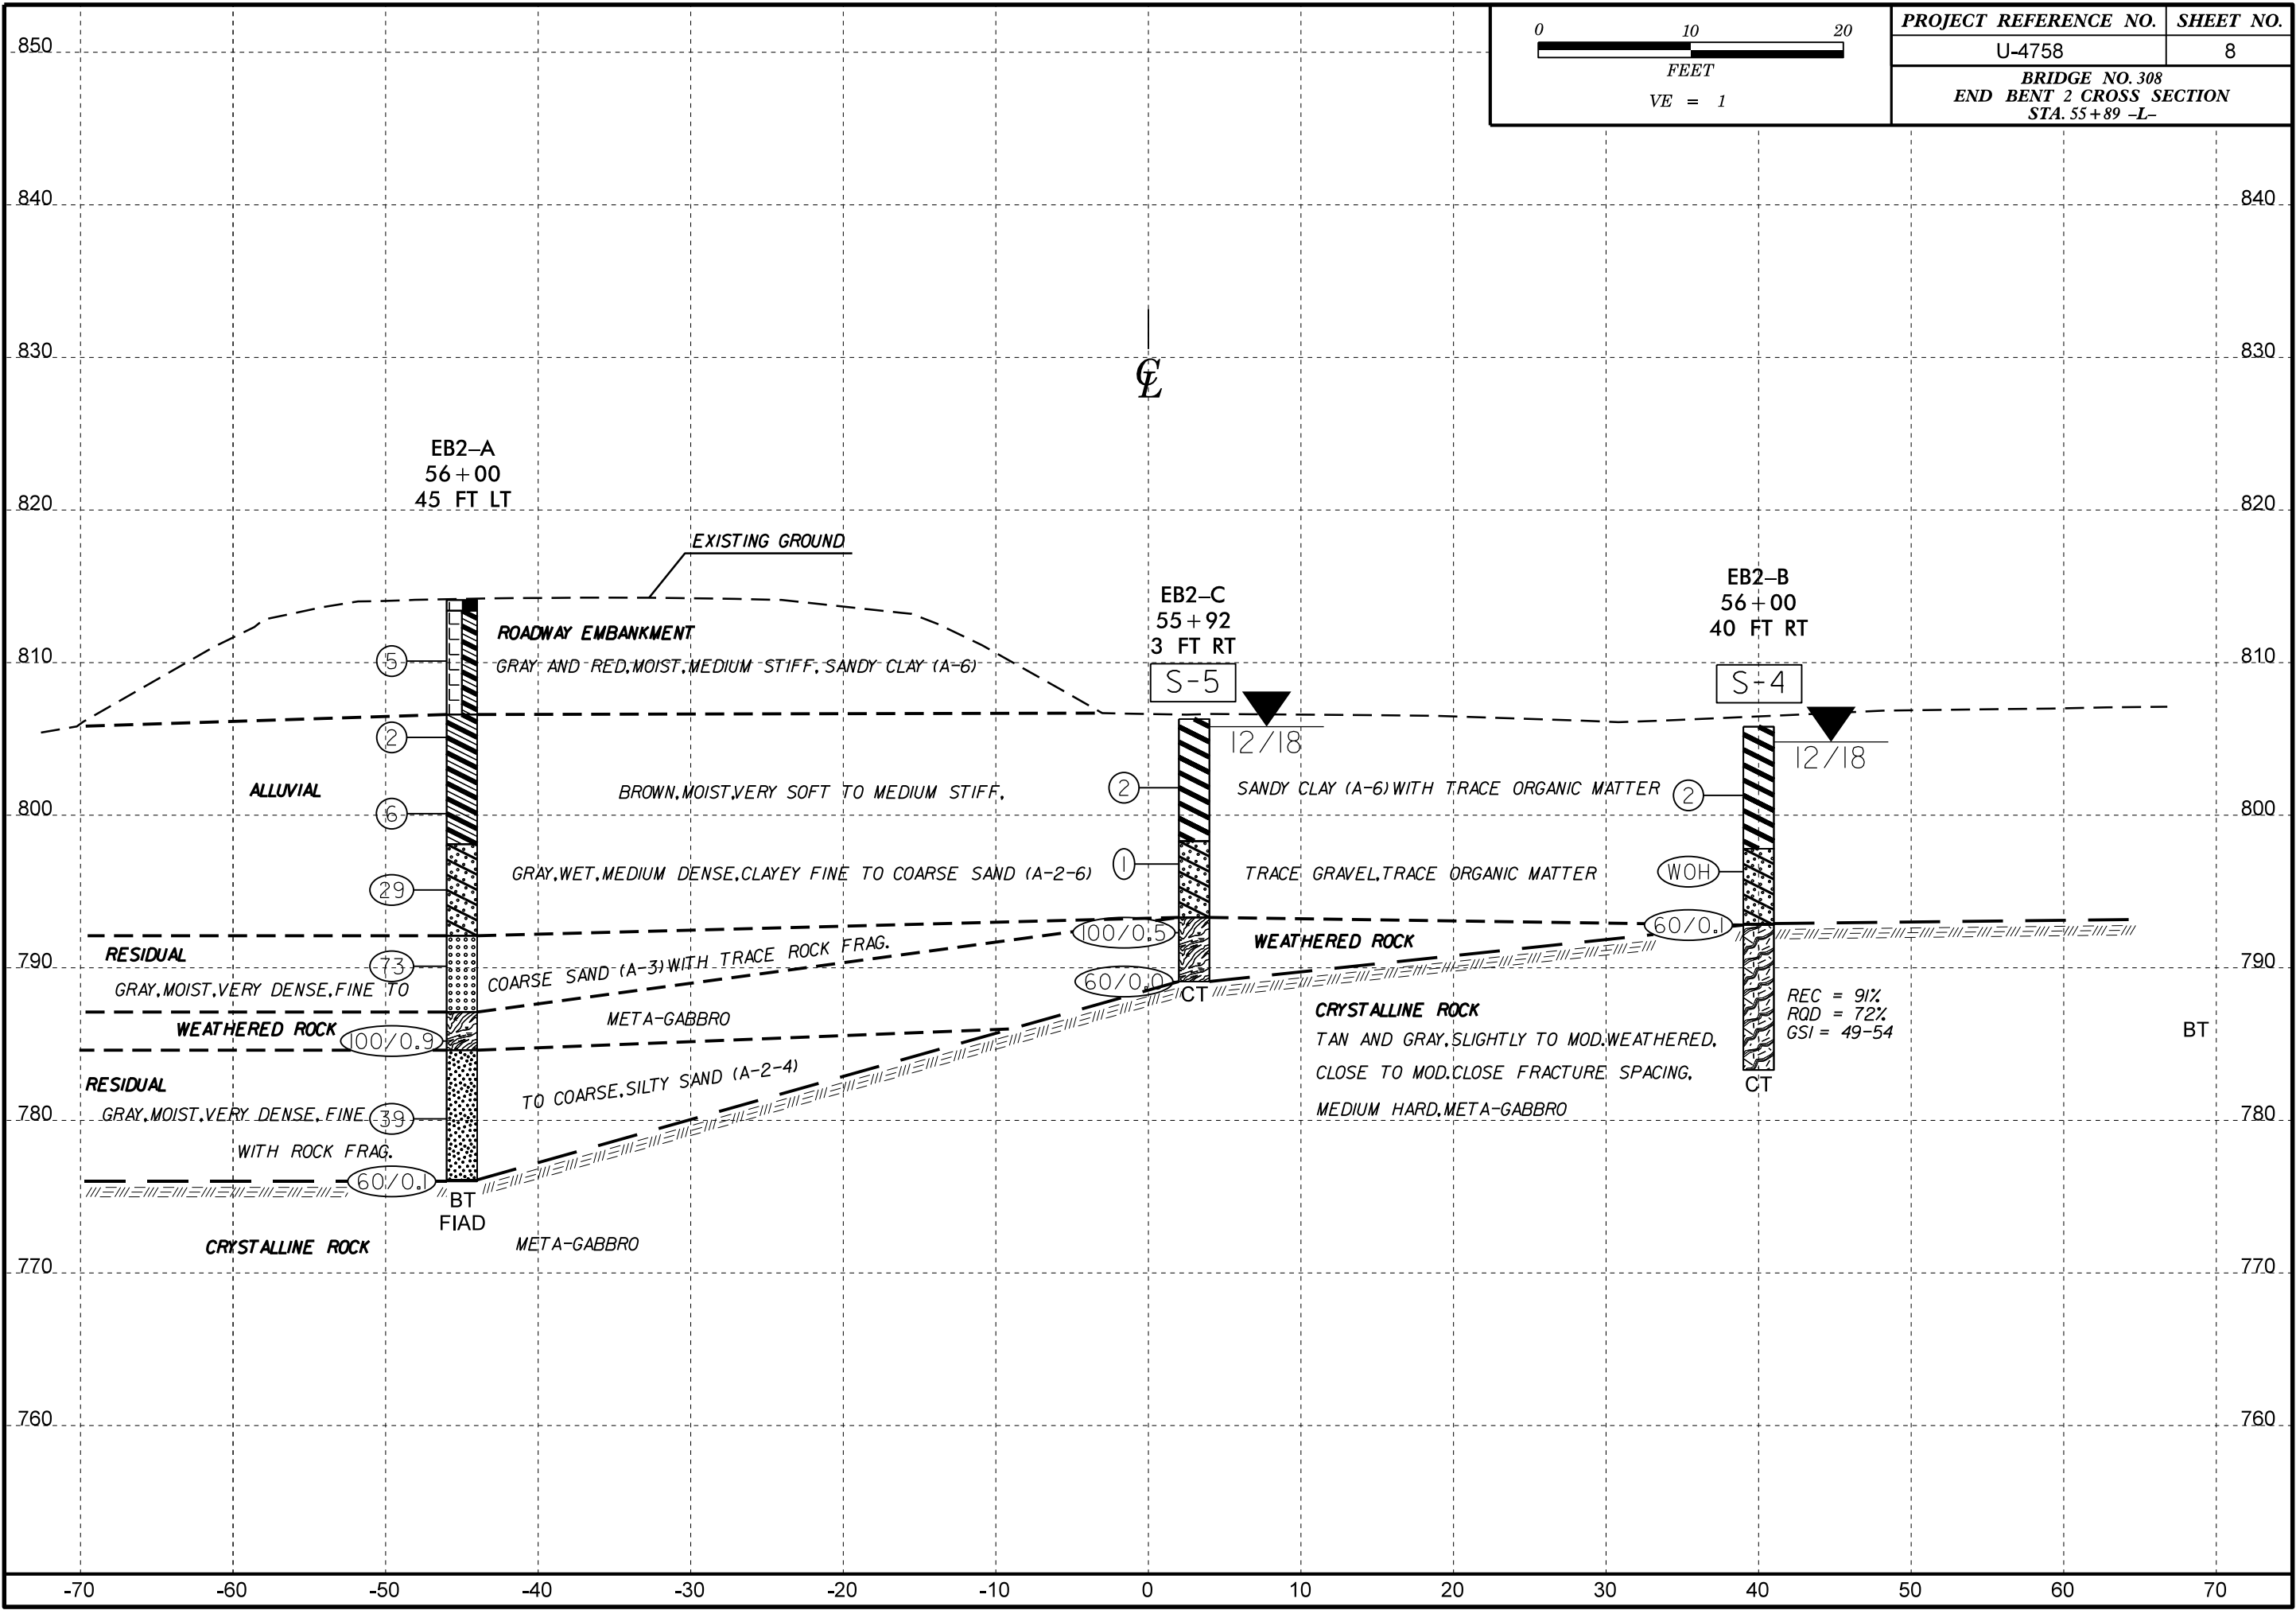 0 10 20
FEET
VE = 1
PROJECT REFERENCE NO. SHEET NO.
U-4758 8
BRIDGE NO. 308
END BENT 2 CROSS SECTION
STA. 55+89 -L-
850
840 840
830 830
CL
EB2-A
56+00
45 FT LT
820 820
EXISTING GROUND
EB2-C
55+92
3 FT RT
S-5
EB2-B
56+00
40 FT RT
S-4
ROADWAY EMBANKMENT
810 810
5
GRAY AND RED, MOIST, MEDIUM STIFF, SANDY CLAY (A-6)
2
12/18
12/18
ALLUVIAL
BROWN, MOIST, VERY SOFT TO MEDIUM STIFF,
2
SANDY CLAY (A-6) WITH TRACE ORGANIC MATTER
2
800 800
6
29
GRAY, WET, MEDIUM DENSE, CLAYEY FINE TO COARSE SAND (A-2-6)
1
TRACE GRAVEL, TRACE ORGANIC MATTER
WOH
100/0.5
60/0.1
WEATHERED ROCK
RESIDUAL
73
COARSE SAND (A-3) WITH TRACE ROCK FRAG.
790 790
GRAY, MOIST, VERY DENSE, FINE TO
60/0.0
CT
REC = 91%
RQD = 72%
GSI = 49-54
CRYSTALLINE ROCK
TAN AND GRAY, SLIGHTLY TO MOD. WEATHERED,
CLOSE TO MOD. CLOSE FRACTURE SPACING,
MEDIUM HARD, META-GABBRO
CT
BT
WEATHERED ROCK
META-GABBRO
100/0.9
RESIDUAL
TO COARSE, SILTY SAND (A-2-4)
GRAY, MOIST, VERY DENSE, FINE
39
780 780
WITH ROCK FRAG.
60/0.1
BT
FIAD
CRYSTALLINE ROCK META-GABBRO
770 770
760 760
-70 -60 -50 -40 -30 -20 -10 0 10 20 30 40 50 60 70